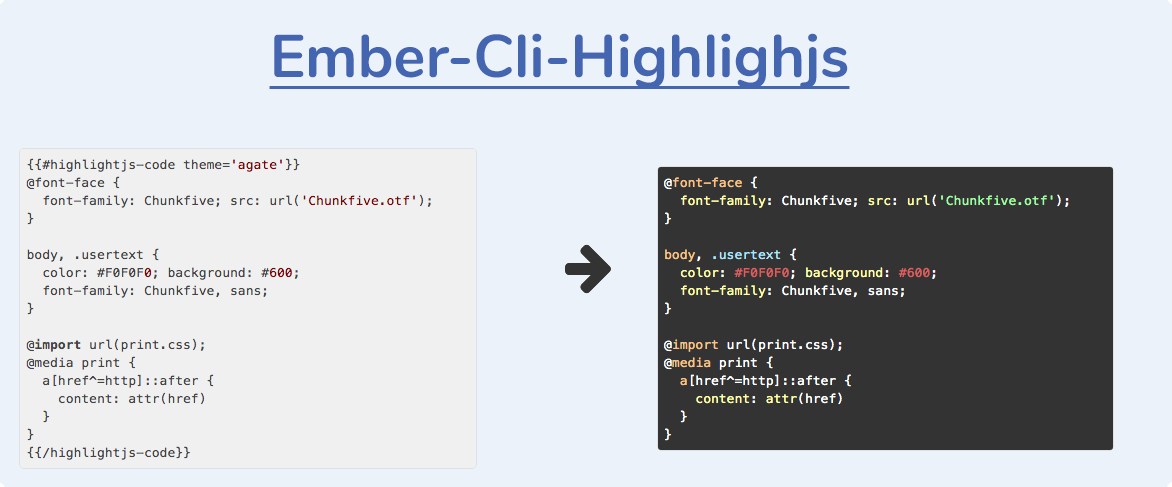 Ember-Cli-Highlighjs
{{#highlightjs-code theme='agate'}}
@font-face {
  font-family: Chunkfive; src: url('Chunkfive.otf');
}

body, .usertext {
  color: #F0F0F0; background: #600;
  font-family: Chunkfive, sans;
}

@import url(print.css);
@media print {
  a[href^=http]::after {
    content: attr(href)
  }
}
{{/highlightjs-code}}
@font-face {
  font-family: Chunkfive; src: url('Chunkfive.otf');
}

body, .usertext {
  color: #F0F0F0; background: #600;
  font-family: Chunkfive, sans;
}

@import url(print.css);
@media print {
  a[href^=http]::after {
    content: attr(href)
  }
}